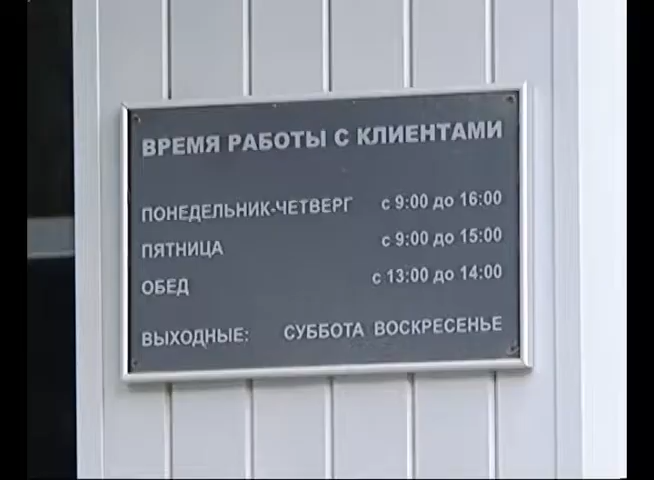 ВРЕМЯ РАБОТЫ С КЛИЕНТАМИ
ПОНЕДЕЛЬНИК-ЧЕТВЕРГ с 9:00 до 16:00
ПЯТНИЦА с 9:00 до 15:00
ОБЕД с 13:00 до 14:00
ВЫХОДНЫЕ: СУББОТА ВОСКРЕСЕНЬЕ